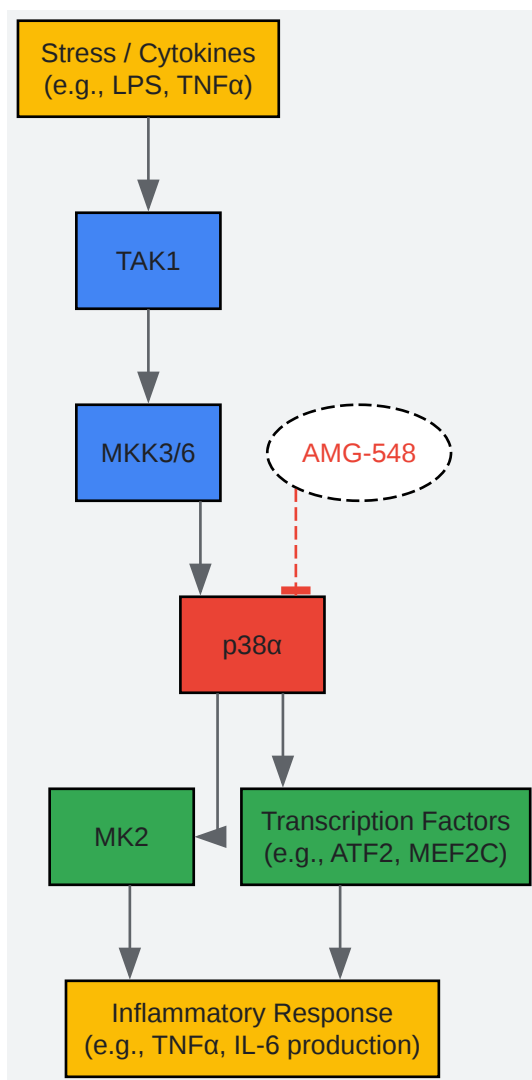 Stress / Cytokines
(e.g., LPS, TNFα)
TAK1
MKK3/6
AMG-548
p38α
MK2
Transcription Factors
(e.g., ATF2, MEF2C)
Inflammatory Response
(e.g., TNFα, IL-6 production)